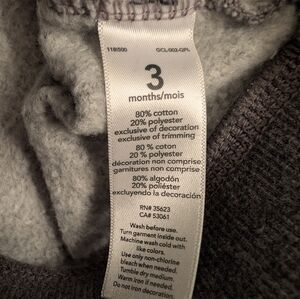 118I500 GCL-002-QPL
3
months/mois
80% cotton
20% polyester
exclusive of decoration
exclusive of trimming
80 % coton
20 % polyester
décoration non comprise
garnitures non comprise
80% algodón
20% poliéster
excluyendo la decoración
RN# 35623
CA# 53061
Wash before use.
Turn garment inside out.
Machine wash cold with
like colors.
Use only non-chlorine
bleach when needed.
Tumble dry medium.
Warm iron if needed.
Do not iron decoration.